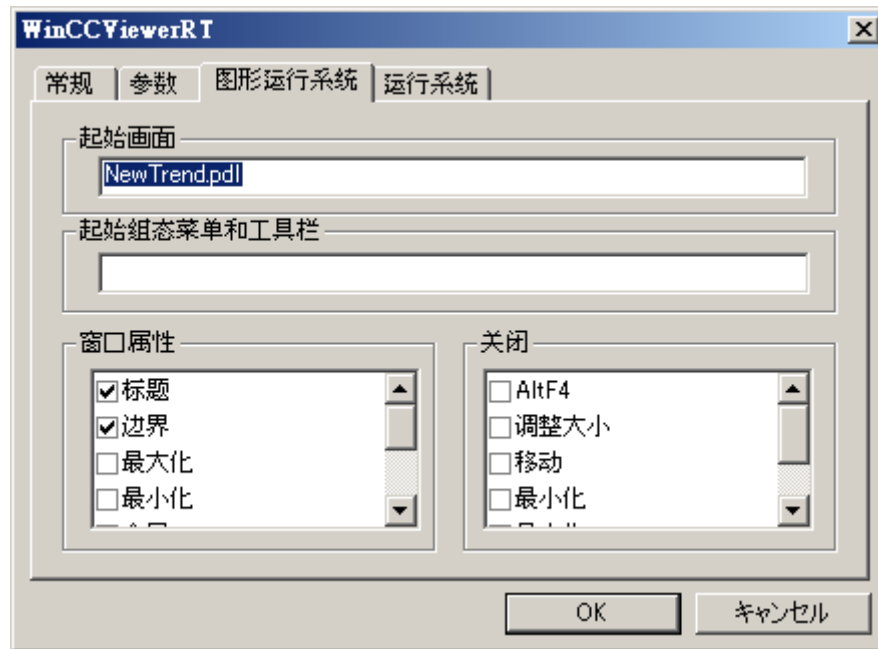 WinCCViewerRT
常规 参数 图形运行系统 运行系统
起始画面
NewTrend.pdl
起始组态菜单和工具栏
窗口属性
标题
边界
最大化
最小化
关闭
AltF4
调整大小
移动
最小化
OK キャンセル